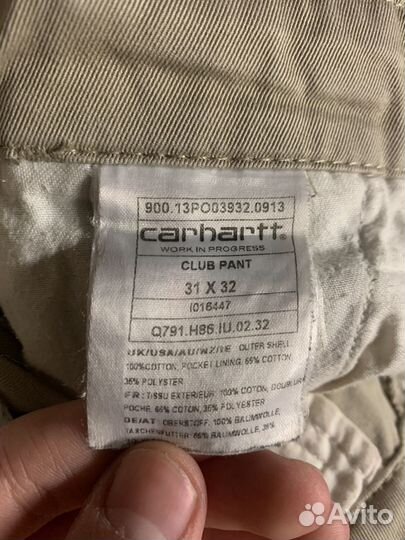 900.13PO03932.0913
carhartt
WORK IN PROGRESS
CLUB PANT
31 X 32
I016447
Q791.H86.IU.02.32
UK/USA/AU/NZ/IE OUTER SHELL
100%COTTON, POCKET LINING, 65% COTTON,
35% POLYESTER
FR: TISSU EXTERIEUR: 100% COTON, DOUBLUR
POCHE, 65% COTON, 35% POLYESTER
DE/AT: OBERSTOFF, 100% BAUMWOLLE,
TASCHENFUTTER: 65% BAUMWOLLE, 35%
Avito